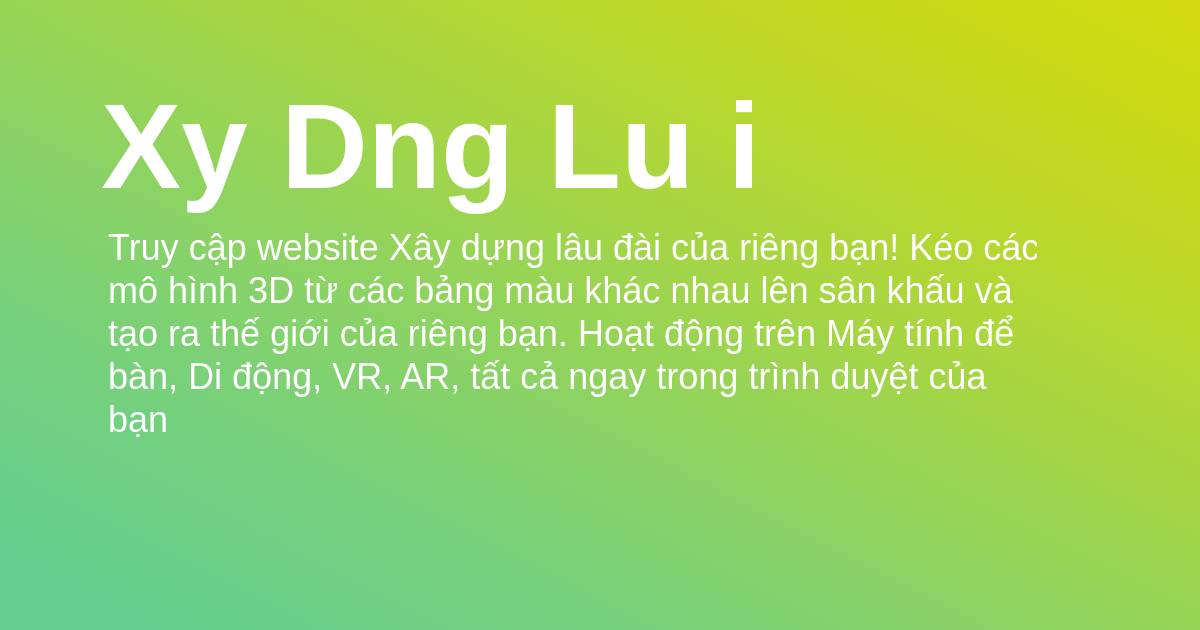 Xy Dng Lu i
Truy cập website Xây dựng lâu đài của riêng bạn! Kéo các
mô hình 3D từ các bảng màu khác nhau lên sân khấu và
tạo ra thế giới của riêng bạn. Hoạt động trên Máy tính để
bàn, Di động, VR, AR, tất cả ngay trong trình duyệt của
bạn